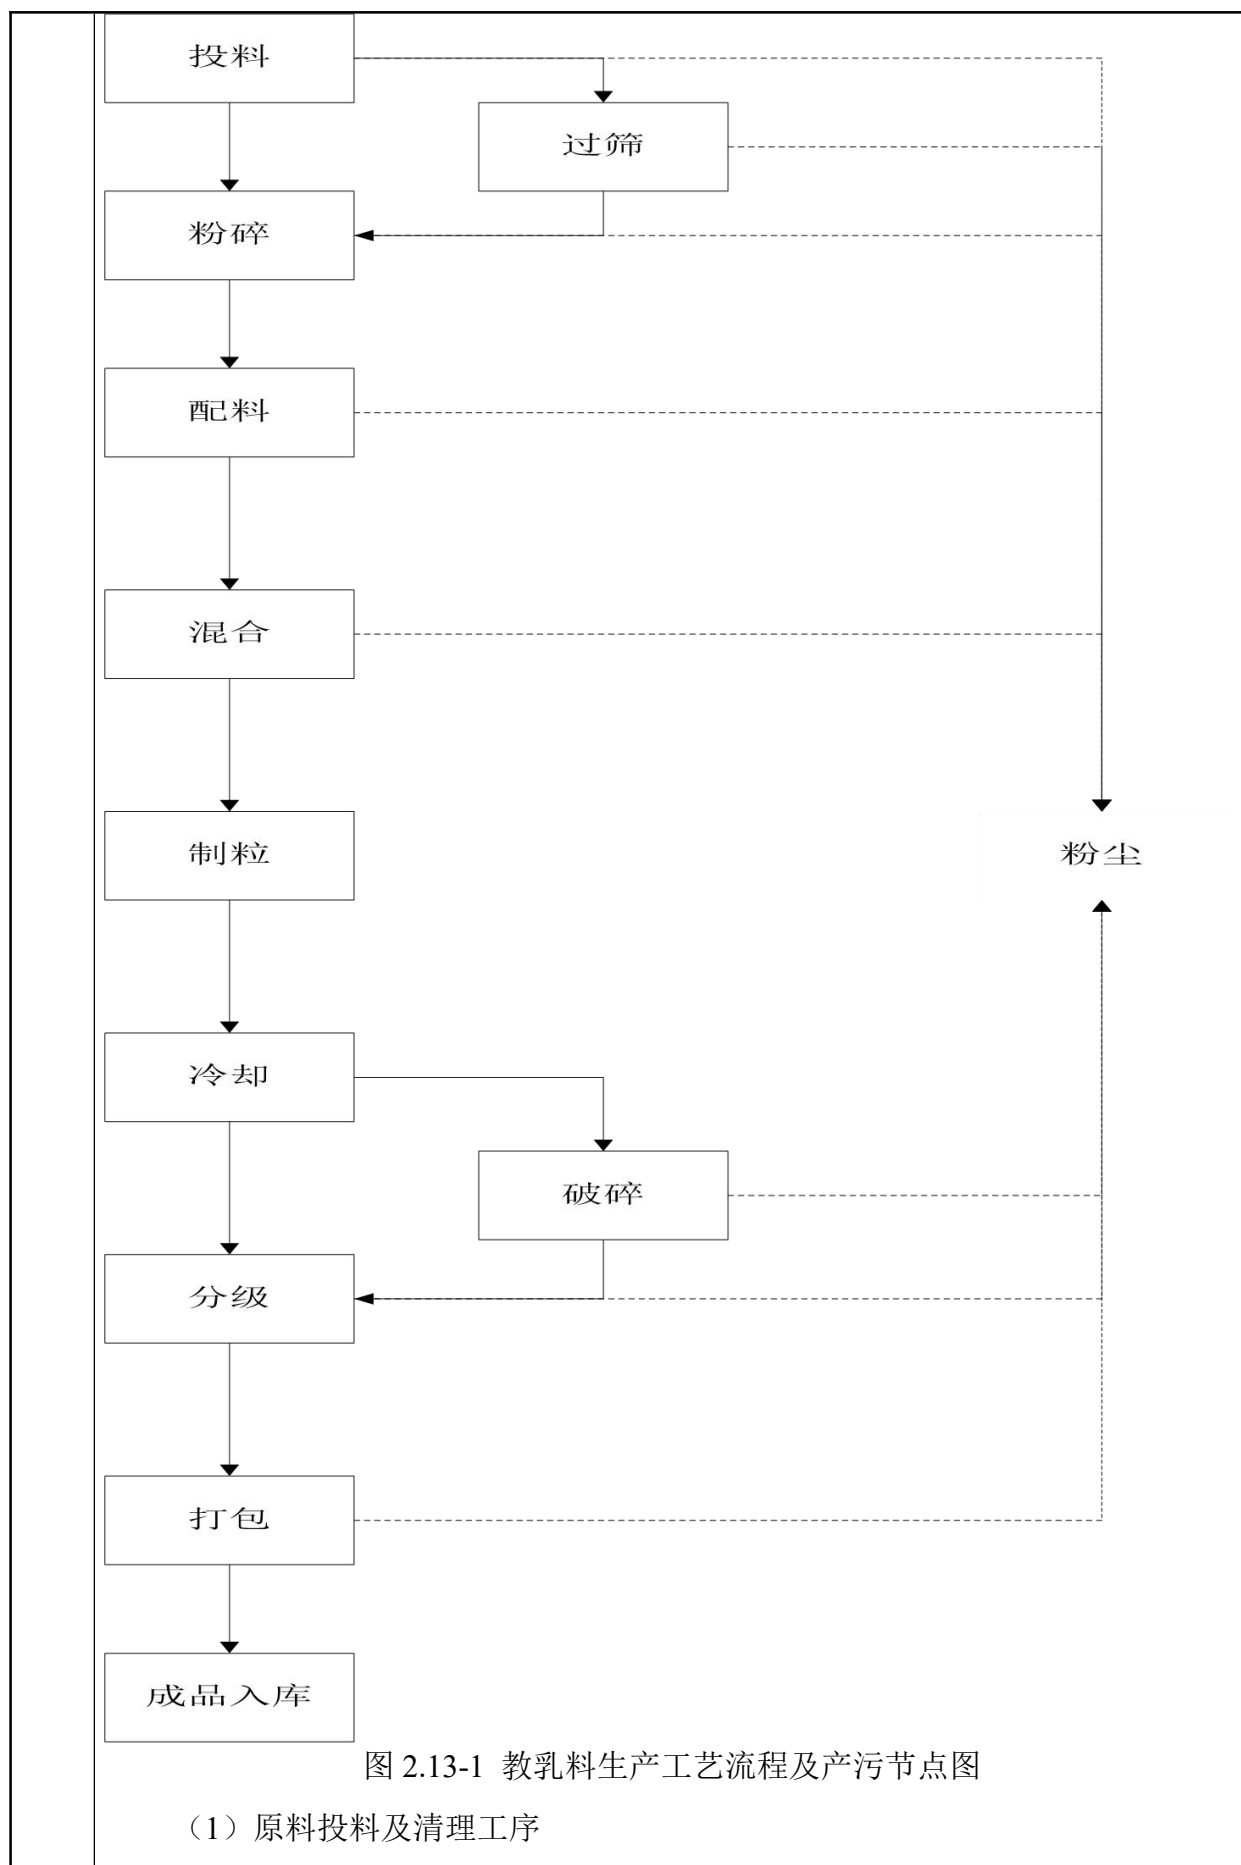 投料
过筛
粉碎
配料
混合
制粒
粉尘
冷却
破碎
分级
打包
成品入库
图 2.13-1 教乳料生产工艺流程及产污节点图
（1）原料投料及清理工序